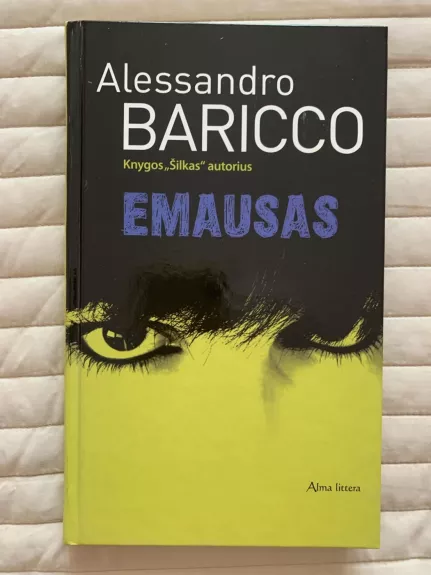 Alessandro
BARICCO
Knygos „Šilkas“ autorius
EMAUSAS
Alma littera